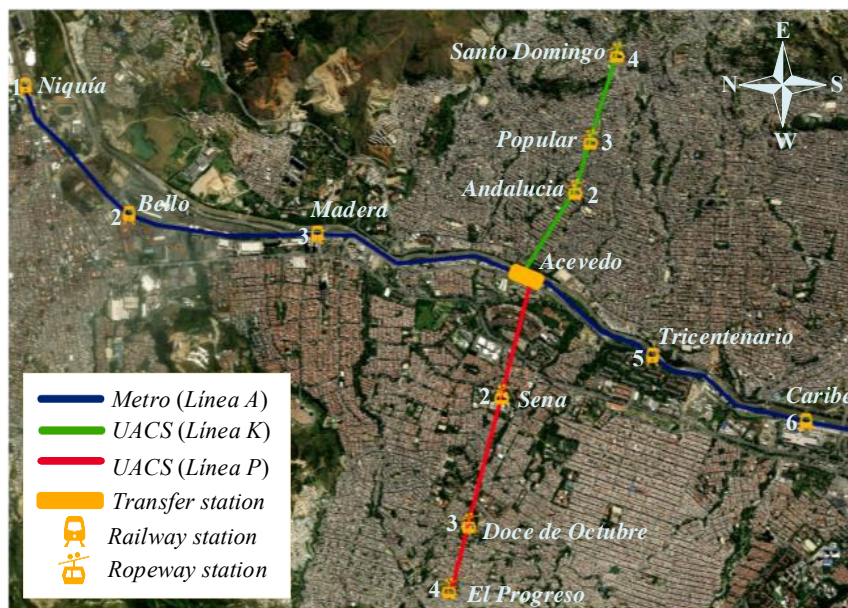 Santo Domingo
4
E
N
S
W
1
Niquía
Popular
3
Andalucia
2
Bello
2
Madera
3
Acevedo
Tricentenario
5
Caribe
6
2
Sena
3
Doce de Octubre
4
El Progreso
Metro (Línea A)
UACS (Línea K)
UACS (Línea P)
Transfer station
Railway station
Ropeway station